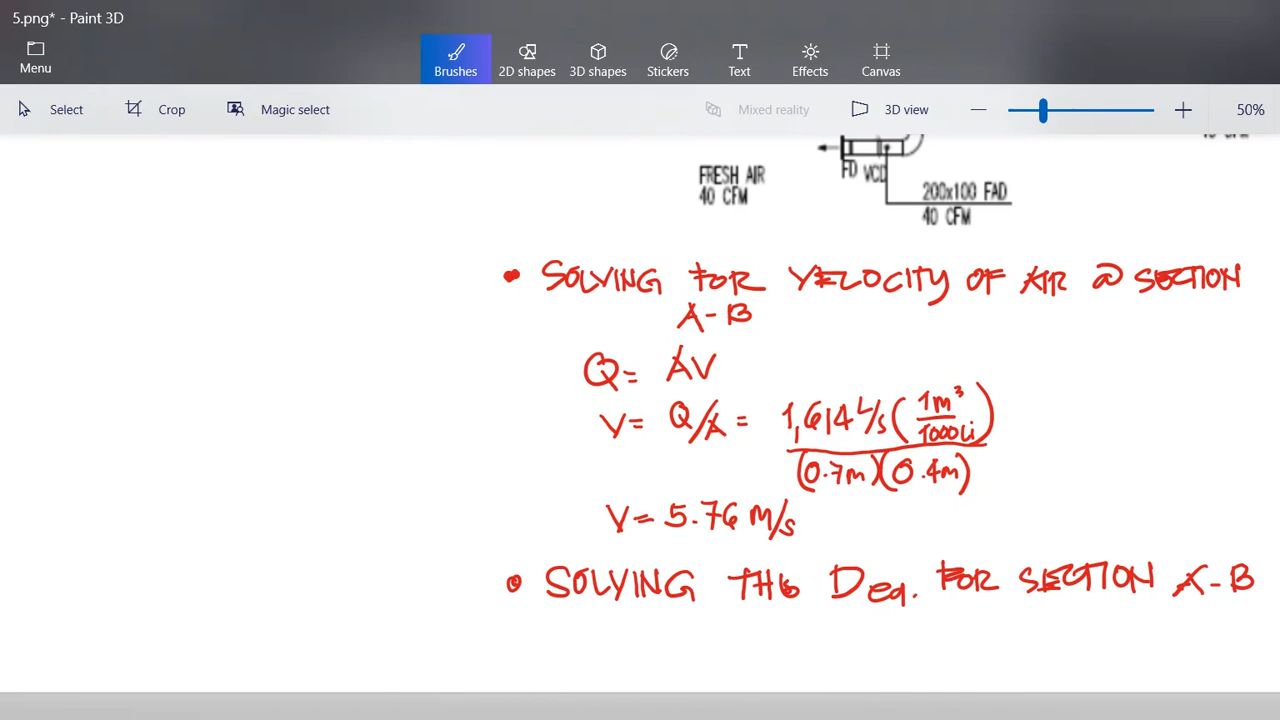 5.png* - Paint 3D
Menu
Brushes 2D shapes 3D shapes Stickers Text Effects Canvas
Select Crop Magic select Mixed reality 3D view 50%
FRESH AIR
40 CFM
FD VCD
200x100 FAD
40 CFM
• SOLVING FOR VELOCITY OF AIR @ SECTION
A-B
Q = AV
V = Q/A = 1,614 L/s (1m³/1000Li)
(0.7m)(0.4m)
V = 5.76 m/s
• SOLVING THE Deq. FOR SECTION A-B